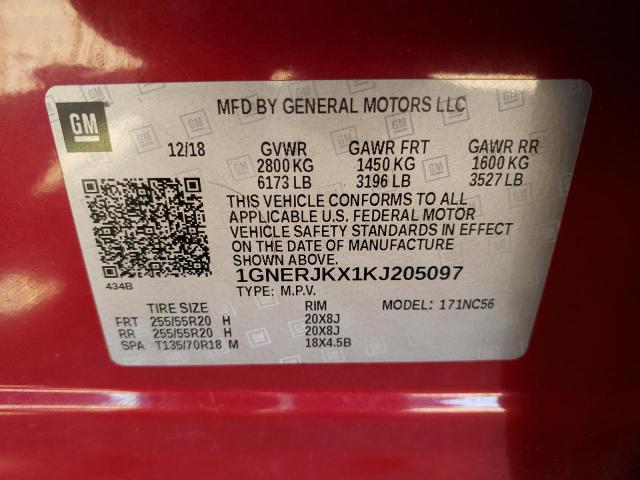 GM
MFD BY GENERAL MOTORS LLC
12/18 GVWR GAWR FRT GAWR RR
2800 KG 1450 KG 1600 KG
6173 LB 3196 LB 3527 LB
THIS VEHICLE CONFORMS TO ALL
APPLICABLE U.S. FEDERAL MOTOR
VEHICLE SAFETY STANDARDS IN EFFECT
ON THE DATE OF MANUFACTURE
SHOWN ABOVE.
434B
1GNERJKX1KJ205097
TYPE: M.P.V. MODEL: 171NC56
TIRE SIZE RIM
FRT 255/55R20 H 20X8J
RR 255/55R20 H 20X8J
SPA T135/70R18 M 18X4.5B